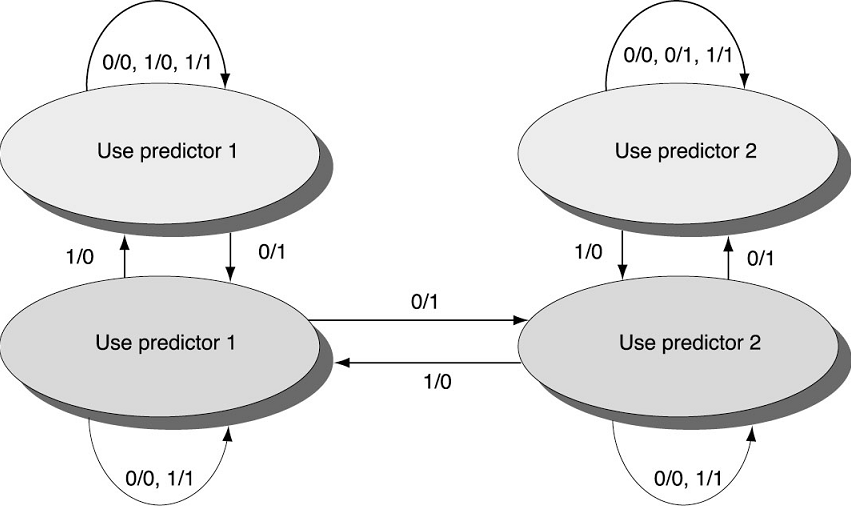 0/0, 1/0, 1/1
0/0, 0/1, 1/1
Use predictor 1
Use predictor 2
1/0
0/1
1/0
0/1
0/1
Use predictor 1
Use predictor 2
1/0
0/0, 1/1
0/0, 1/1